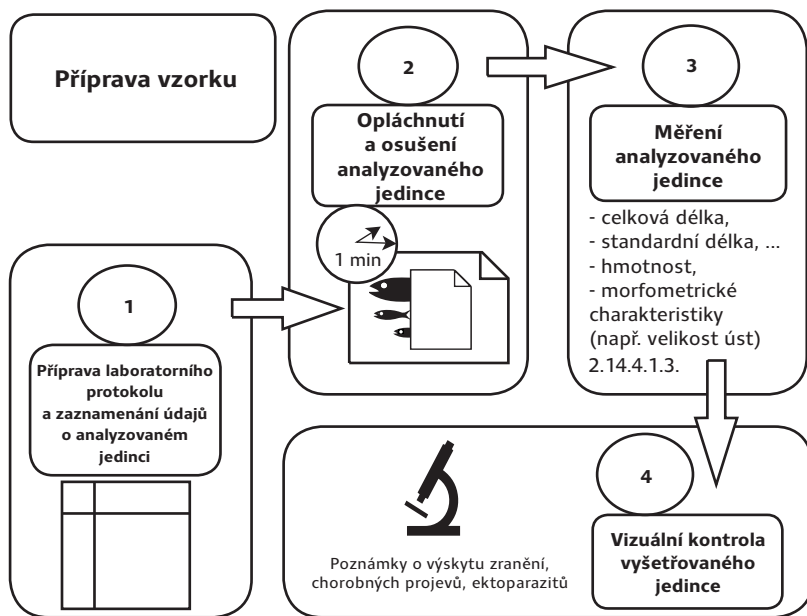 Příprava vzorku
1
Příprava laboratorního
protokolu
a zaznamenání údajů
o analyzovaném
jedinci
2
Opláchnutí
a osušení
analyzovaného
jedince
1 min
3
Měření
analyzovaného
jedince
- celková délka,
- standardní délka, ...
- hmotnost,
- morfometrické
charakteristiky
(např. velikost úst)
2.14.4.1.3.
4
Vizuální kontrola
vyšetřovaného
jedince
Poznámky o výskytu zranění,
chorobných projevů, ektoparazitů